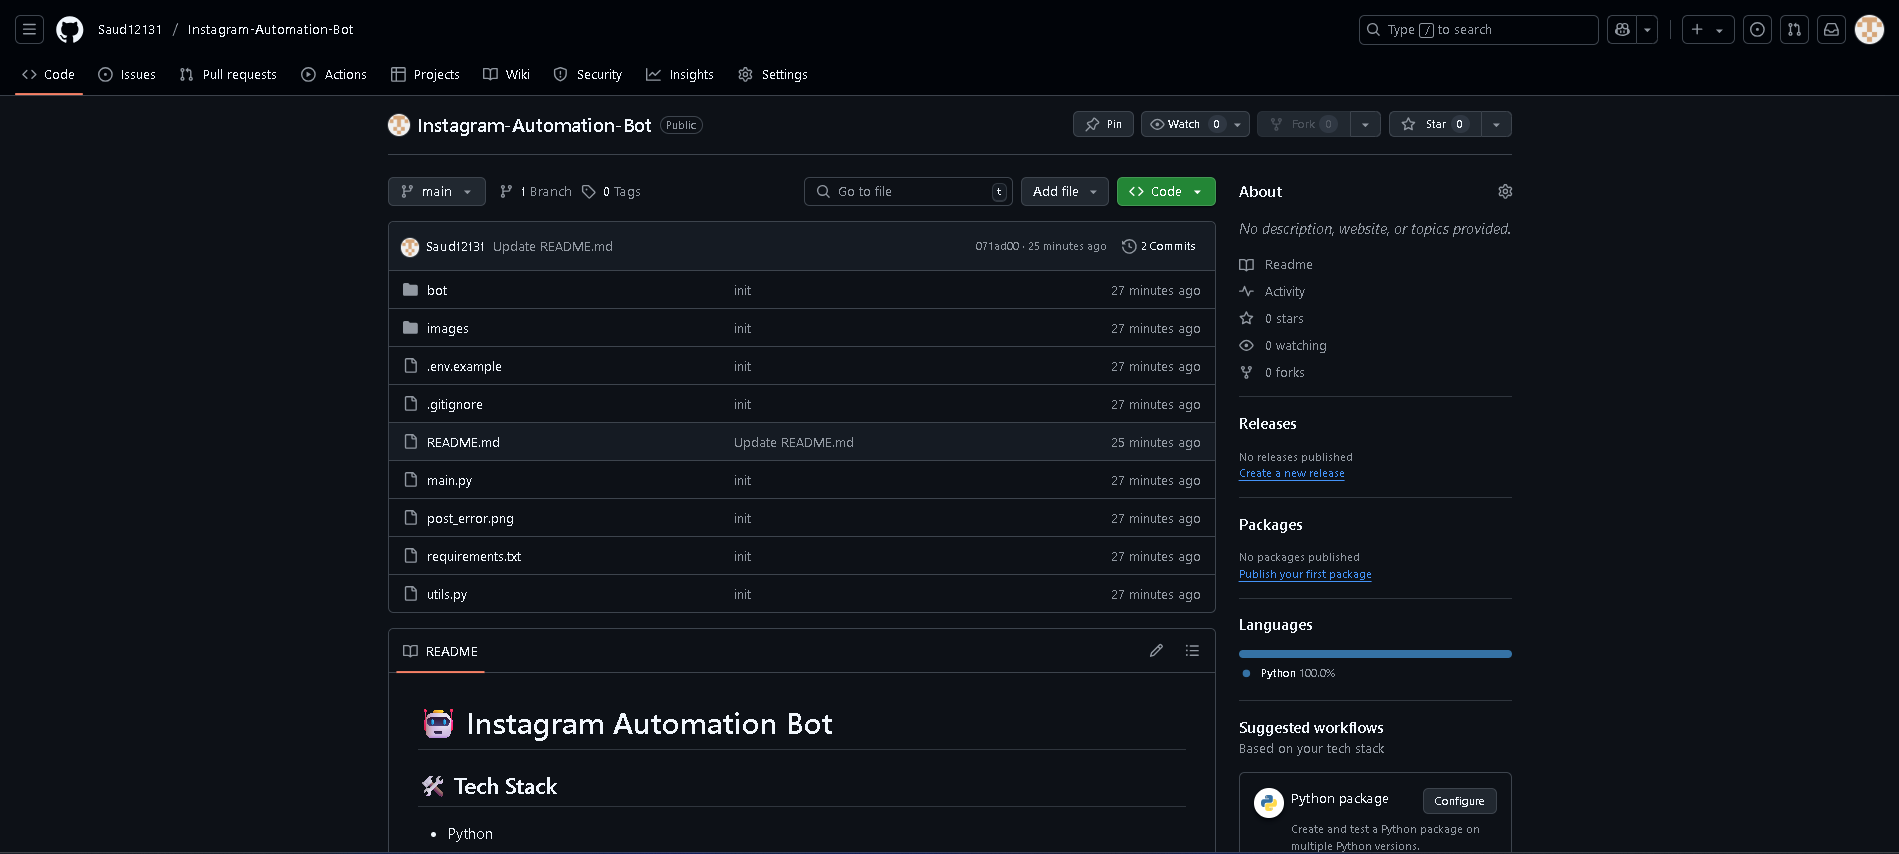 Saud12131 / Instagram-Automation-Bot
Type / to search
Code Issues Pull requests Actions Projects Wiki Security Insights Settings
Instagram-Automation-Bot Public
Pin Watch 0 Fork 0 Star 0
main 1 Branch 0 Tags
Go to file t Add file Code
Saud12131 Update README.md 071ad00 · 25 minutes ago 2 Commits
bot init 27 minutes ago
images init 27 minutes ago
.env.example init 27 minutes ago
.gitignore init 27 minutes ago
README.md Update README.md 25 minutes ago
main.py init 27 minutes ago
post_error.png init 27 minutes ago
requirements.txt init 27 minutes ago
utils.py init 27 minutes ago
README
Instagram Automation Bot
Tech Stack
• Python
About
No description, website, or topics provided.
Readme
Activity
0 stars
0 watching
0 forks
Releases
No releases published
Create a new release
Packages
No packages published
Publish your first package
Languages
Python 100.0%
Suggested workflows
Based on your tech stack
Python package Configure
Create and test a Python package on
multiple Python versions.